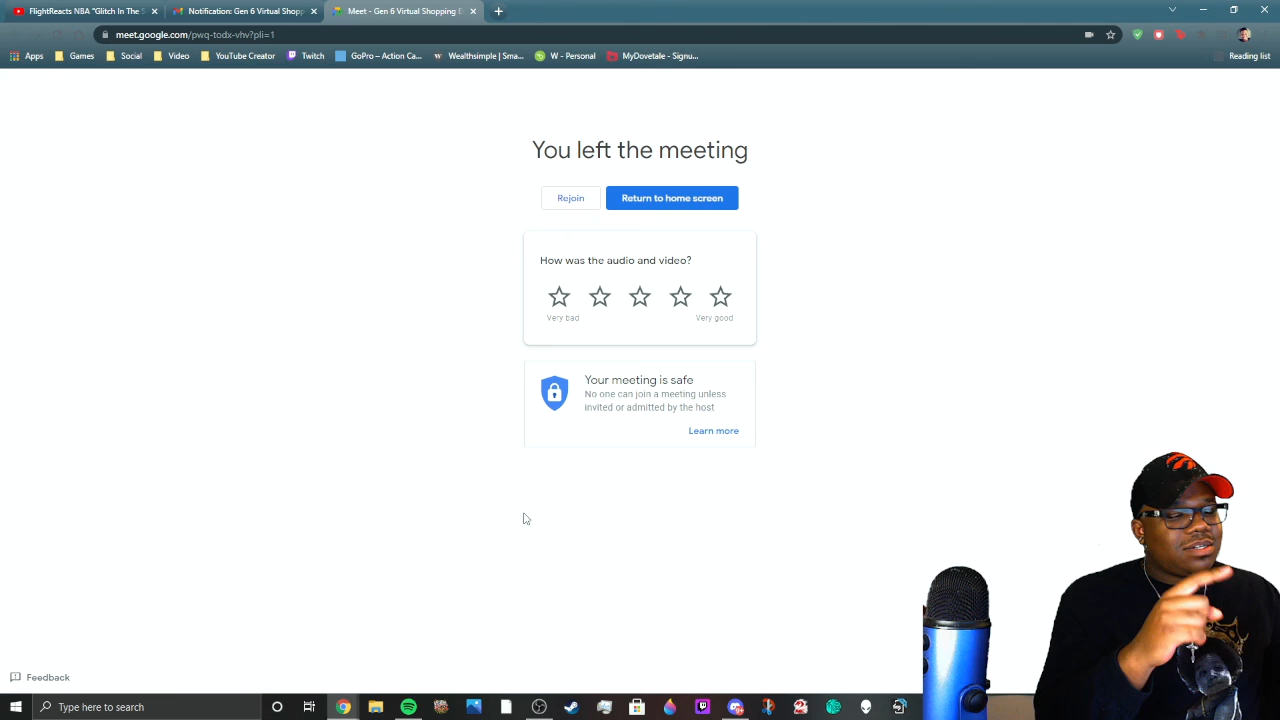 FlightReacts NBA "Glitch In The S
Notification: Gen 6 Virtual Shopp
Meet - Gen 6 Virtual Shopping D
meet.google.com/pwq-todx-vhv?pli=1
Apps
Games
Social
Video
YouTube Creator
Twitch
GoPro – Action Ca...
Wealthsimple | Sma...
W - Personal
MyDovetale - Signu...
Reading list
You left the meeting
Rejoin
Return to home screen
How was the audio and video?
Very bad
Very good
Your meeting is safe
No one can join a meeting unless
invited or admitted by the host
Learn more
Feedback
Type here to search